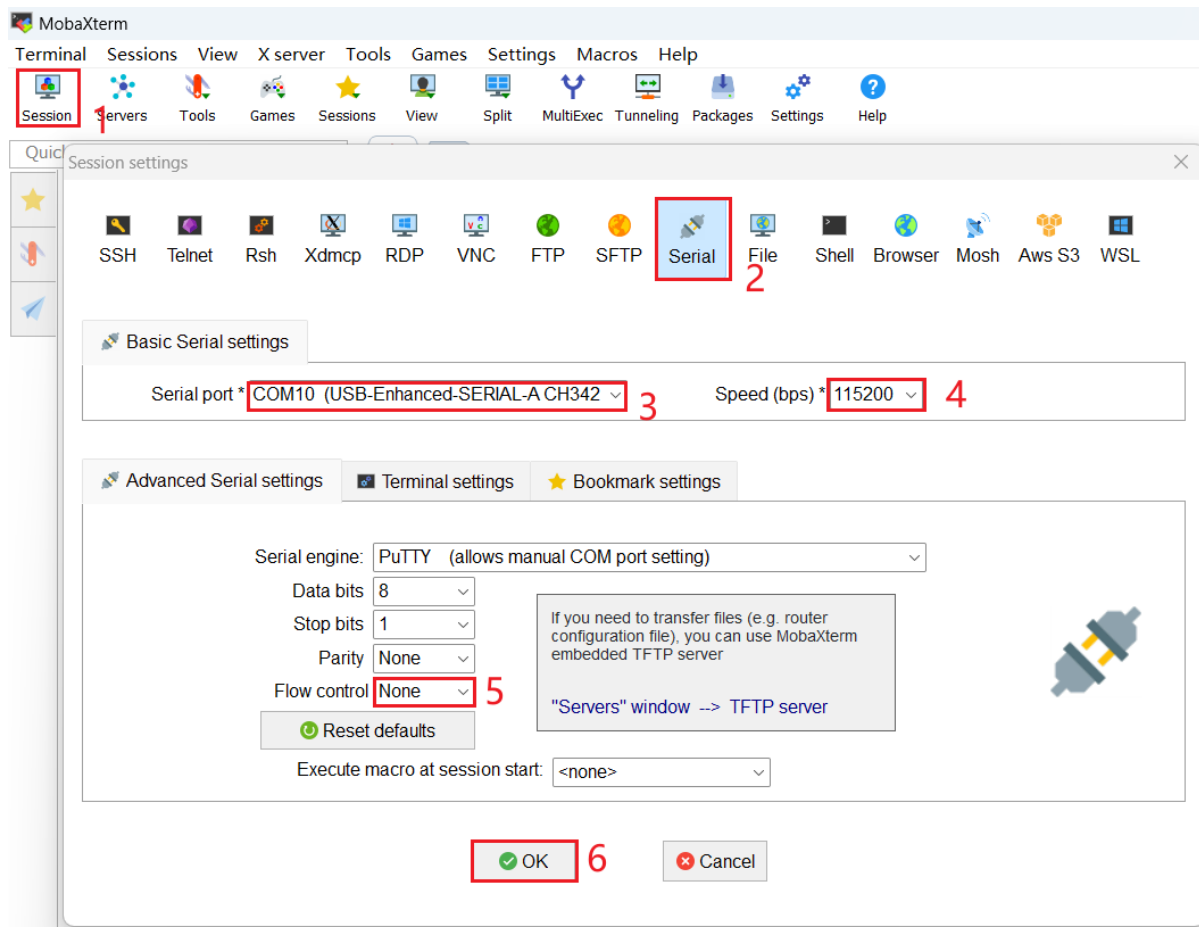 MobaXterm
Terminal Sessions View X server Tools Games Settings Macros Help
Session Servers Tools Games Sessions View Split MultiExec Tunneling Packages Settings Help
1
Quic
Session settings
SSH Telnet Rsh Xdmcp RDP VNC FTP SFTP Serial File Shell Browser Mosh Aws S3 WSL
2
Basic Serial settings
Serial port * COM10 (USB-Enhanced-SERIAL-A CH342 3 Speed (bps) * 115200 4
Advanced Serial settings Terminal settings Bookmark settings
Serial engine: PuTTY (allows manual COM port setting)
Data bits 8
Stop bits 1
Parity None
Flow control None 5
Reset defaults
If you need to transfer files (e.g. router
configuration file), you can use MobaXterm
embedded TFTP server
"Servers" window --> TFTP server
Execute macro at session start: <none>
OK 6 Cancel